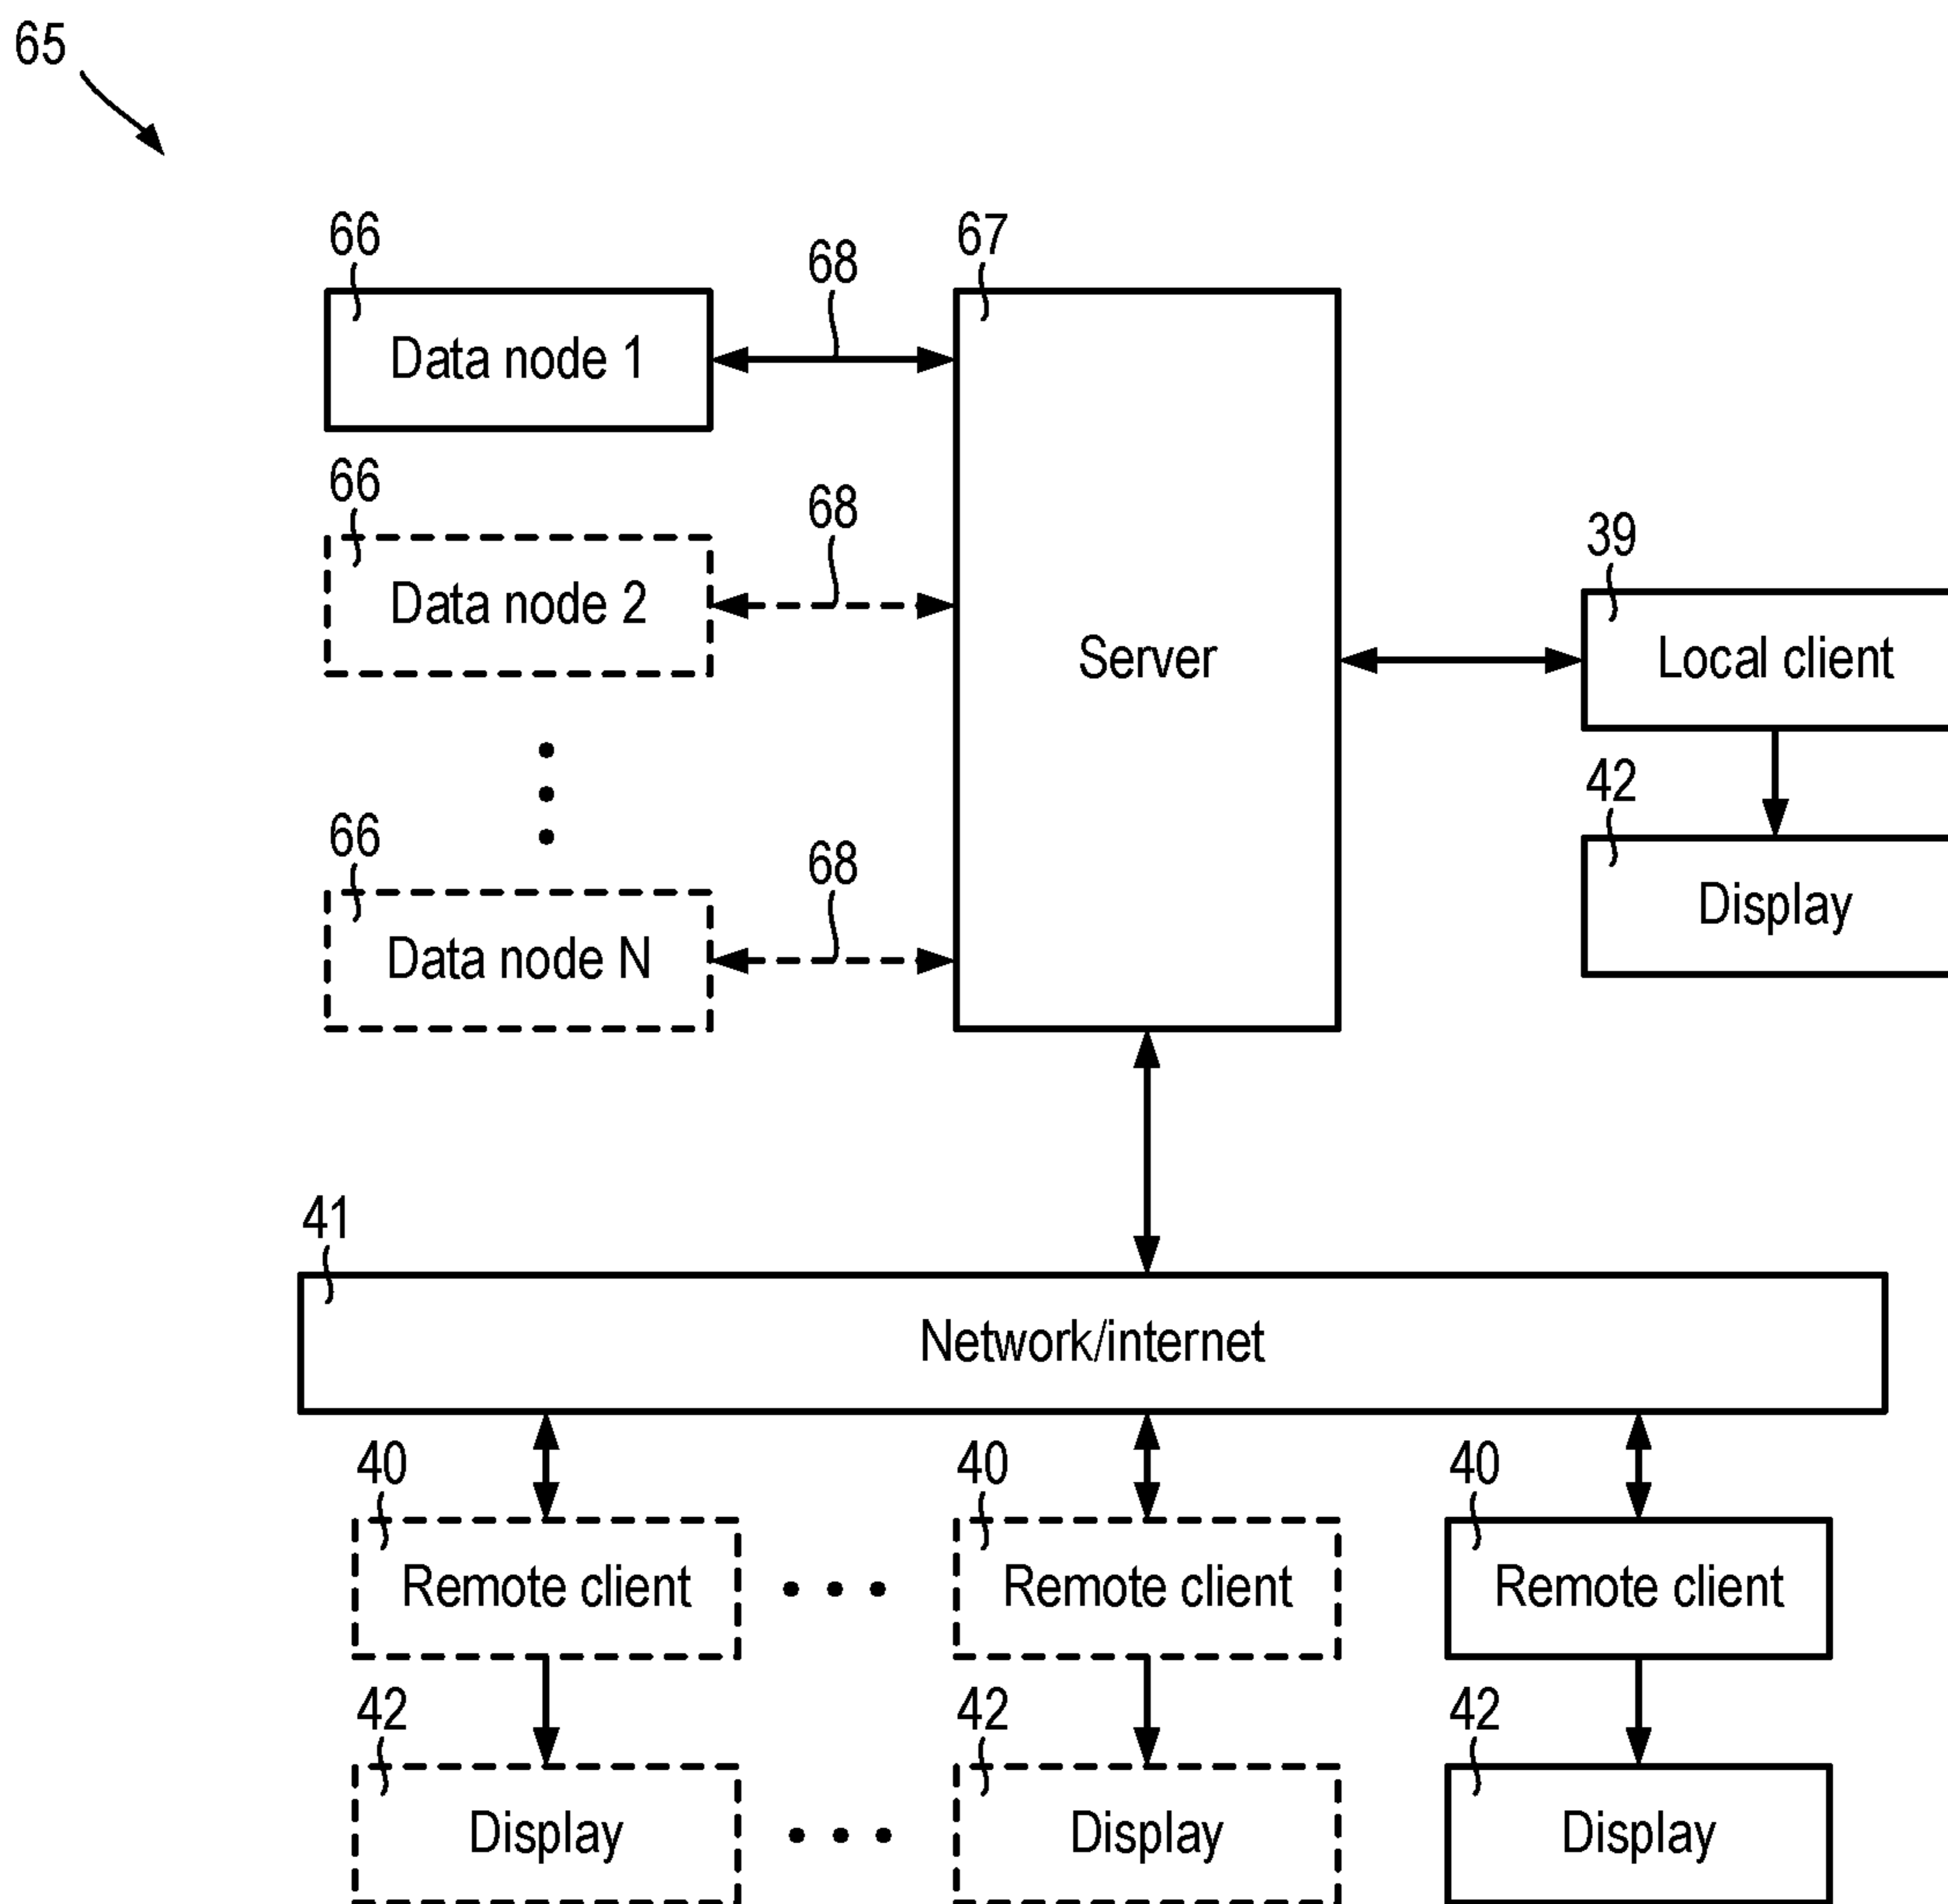 65
66
68
67
Data node 1
66
68
Data node 2
39
Server
Local client
42
66
68
Display
Data node N
41
Network/internet
40
40
40
Remote client
Remote client
Remote client
42
42
42
Display
Display
Display